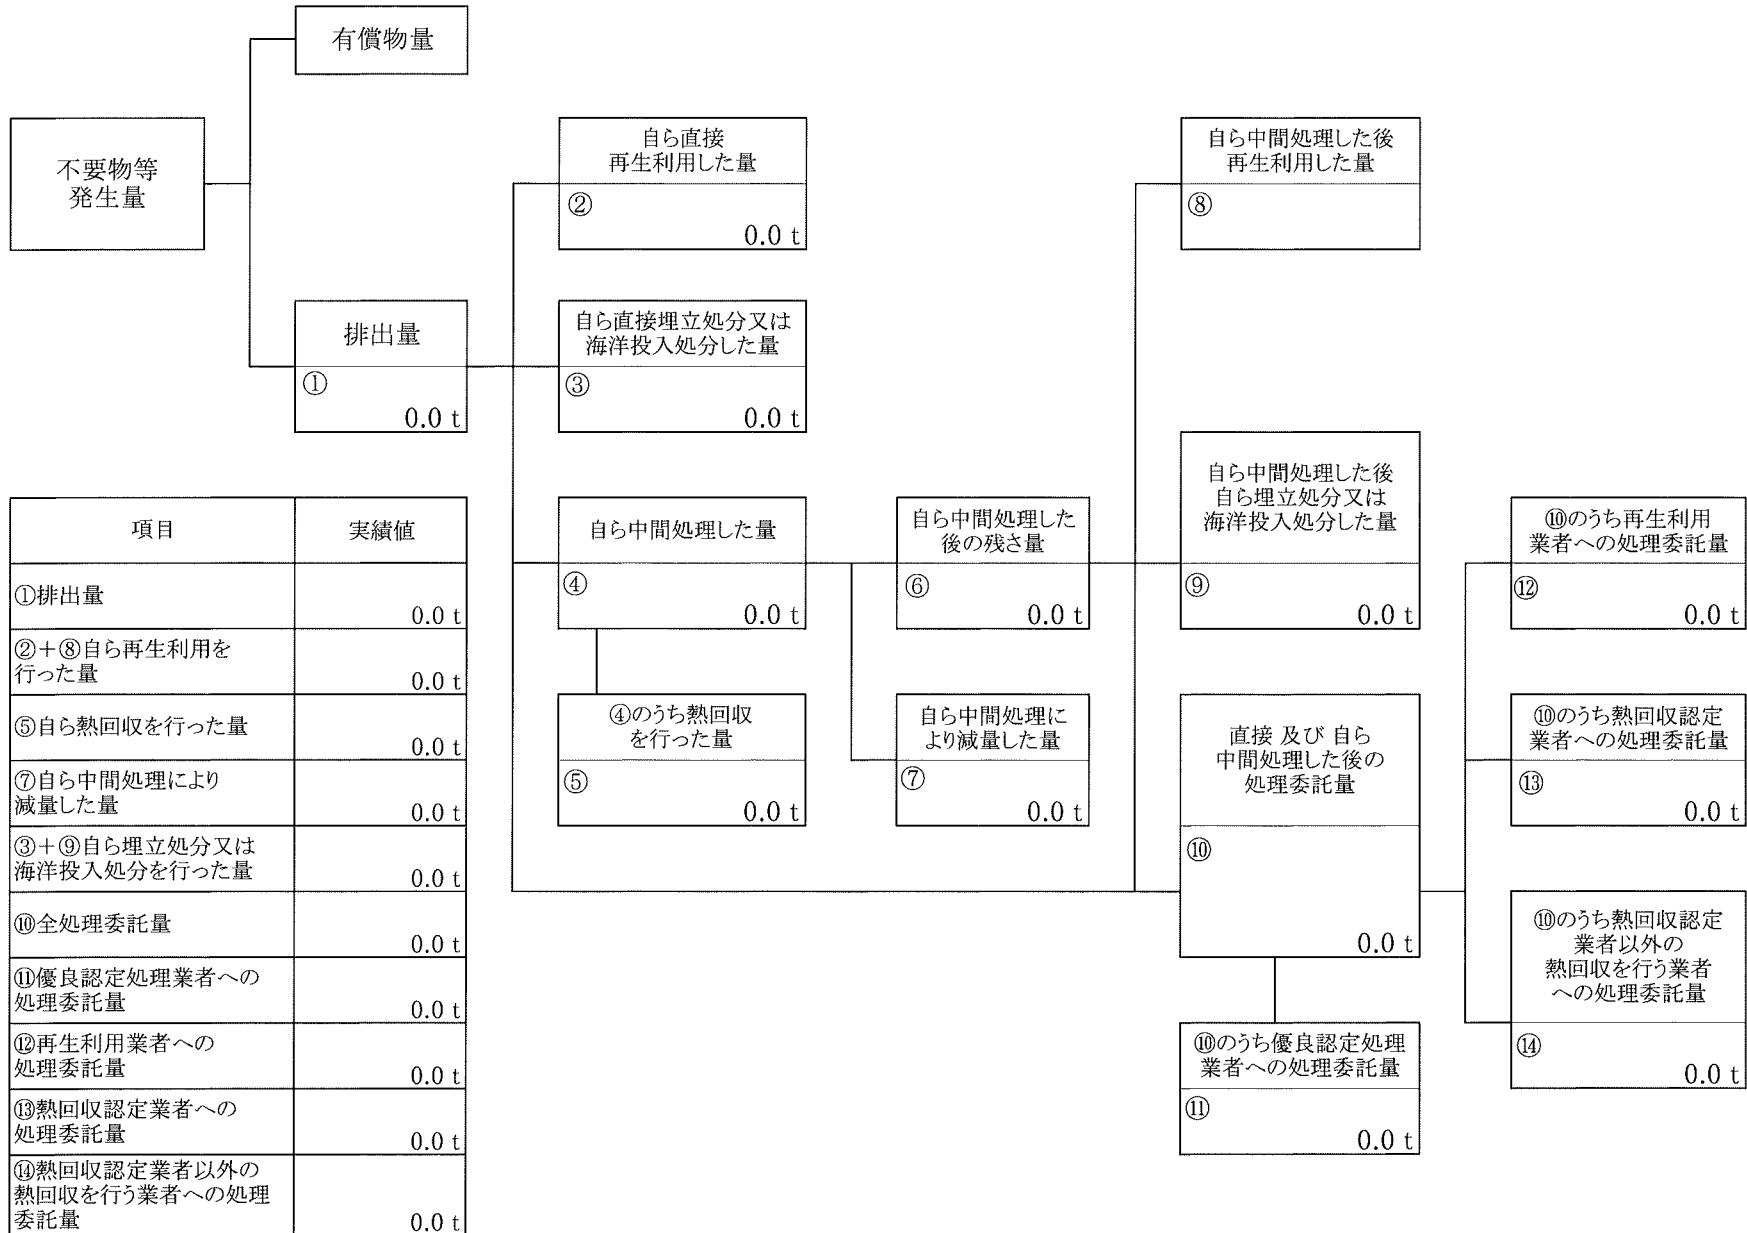 有償物量
不要物等
発生量
排出量
①
0.0 t
自ら直接
再生利用した量
②
0.0 t
自ら直接埋立処分又は
海洋投入処分した量
③
0.0 t
自ら中間処理した量
④
0.0 t
④のうち熱回収
を行った量
⑤
0.0 t
自ら中間処理した
後の残さ量
⑥
0.0 t
自ら中間処理に
より減量した量
⑦
0.0 t
自ら中間処理した後
再生利用した量
⑧
自ら中間処理した後
自ら埋立処分又は
海洋投入処分した量
⑨
0.0 t
直接 及び 自ら
中間処理した後の
処理委託量
⑩
0.0 t
⑩のうち優良認定処理
業者への処理委託量
⑪
0.0 t
⑩のうち再生利用
業者への処理委託量
⑫
0.0 t
⑩のうち熱回収認定
業者への処理委託量
⑬
0.0 t
⑩のうち熱回収認定
業者以外の
熱回収を行う業者
への処理委託量
⑭
0.0 t
項目 実績値
①排出量
0.0 t
②+⑧自ら再生利用を
行った量
0.0 t
⑤自ら熱回収を行った量
0.0 t
⑦自ら中間処理により
減量した量
0.0 t
③+⑨自ら埋立処分又は
海洋投入処分を行った量
0.0 t
⑩全処理委託量
0.0 t
⑪優良認定処理業者への
処理委託量
0.0 t
⑫再生利用業者への
処理委託量
0.0 t
⑬熱回収認定業者への
処理委託量
0.0 t
⑭熱回収認定業者以外の
熱回収を行う業者への処理
委託量
0.0 t